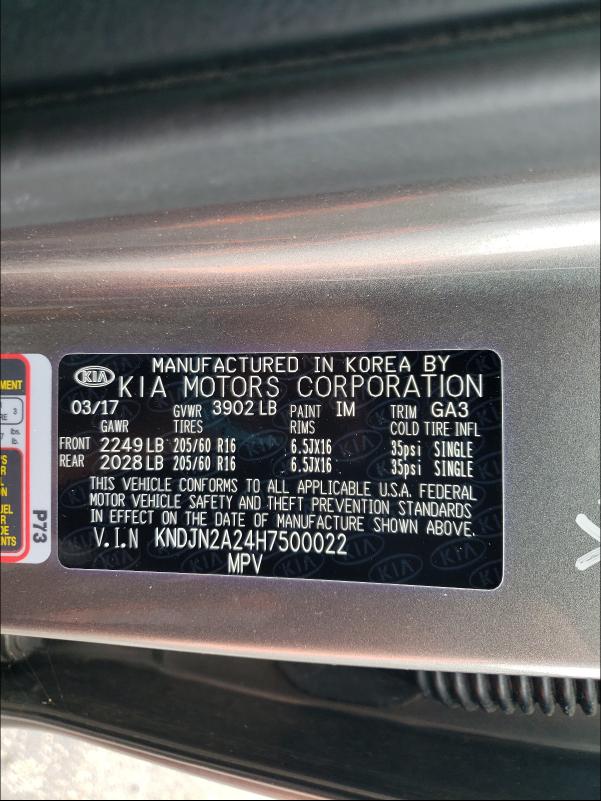 MANUFACTURED IN KOREA BY
KIA KIA MOTORS CORPORATION
03/17 GVWR 3902 LB PAINT IM TRIM GA3
GAWR TIRES RIMS COLD TIRE INFL
FRONT 2249 LB 205/60 R16 6.5JX16 35psi SINGLE
REAR 2028 LB 205/60 R16 6.5JX16 35psi SINGLE
THIS VEHICLE CONFORMS TO ALL APPLICABLE U.S.A. FEDERAL
MOTOR VEHICLE SAFETY AND THEFT PREVENTION STANDARDS
IN EFFECT ON THE DATE OF MANUFACTURE SHOWN ABOVE.
V.I.N KNDJN2A24H7500022
MPV
P73